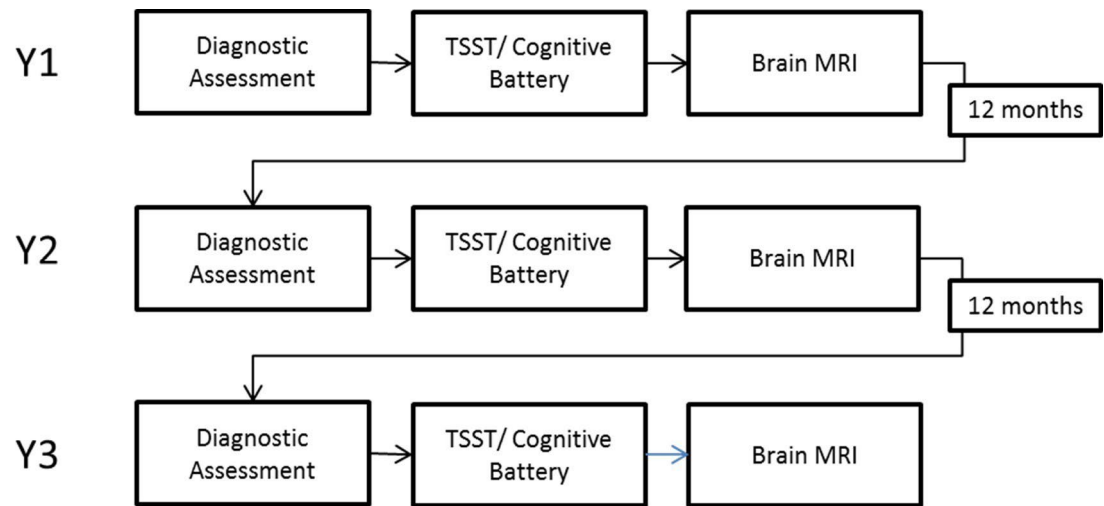 Y1
Diagnostic
Assessment
TSST/ Cognitive
Battery
Brain MRI
12 months
Y2
Diagnostic
Assessment
TSST/ Cognitive
Battery
Brain MRI
12 months
Y3
Diagnostic
Assessment
TSST/ Cognitive
Battery
Brain MRI